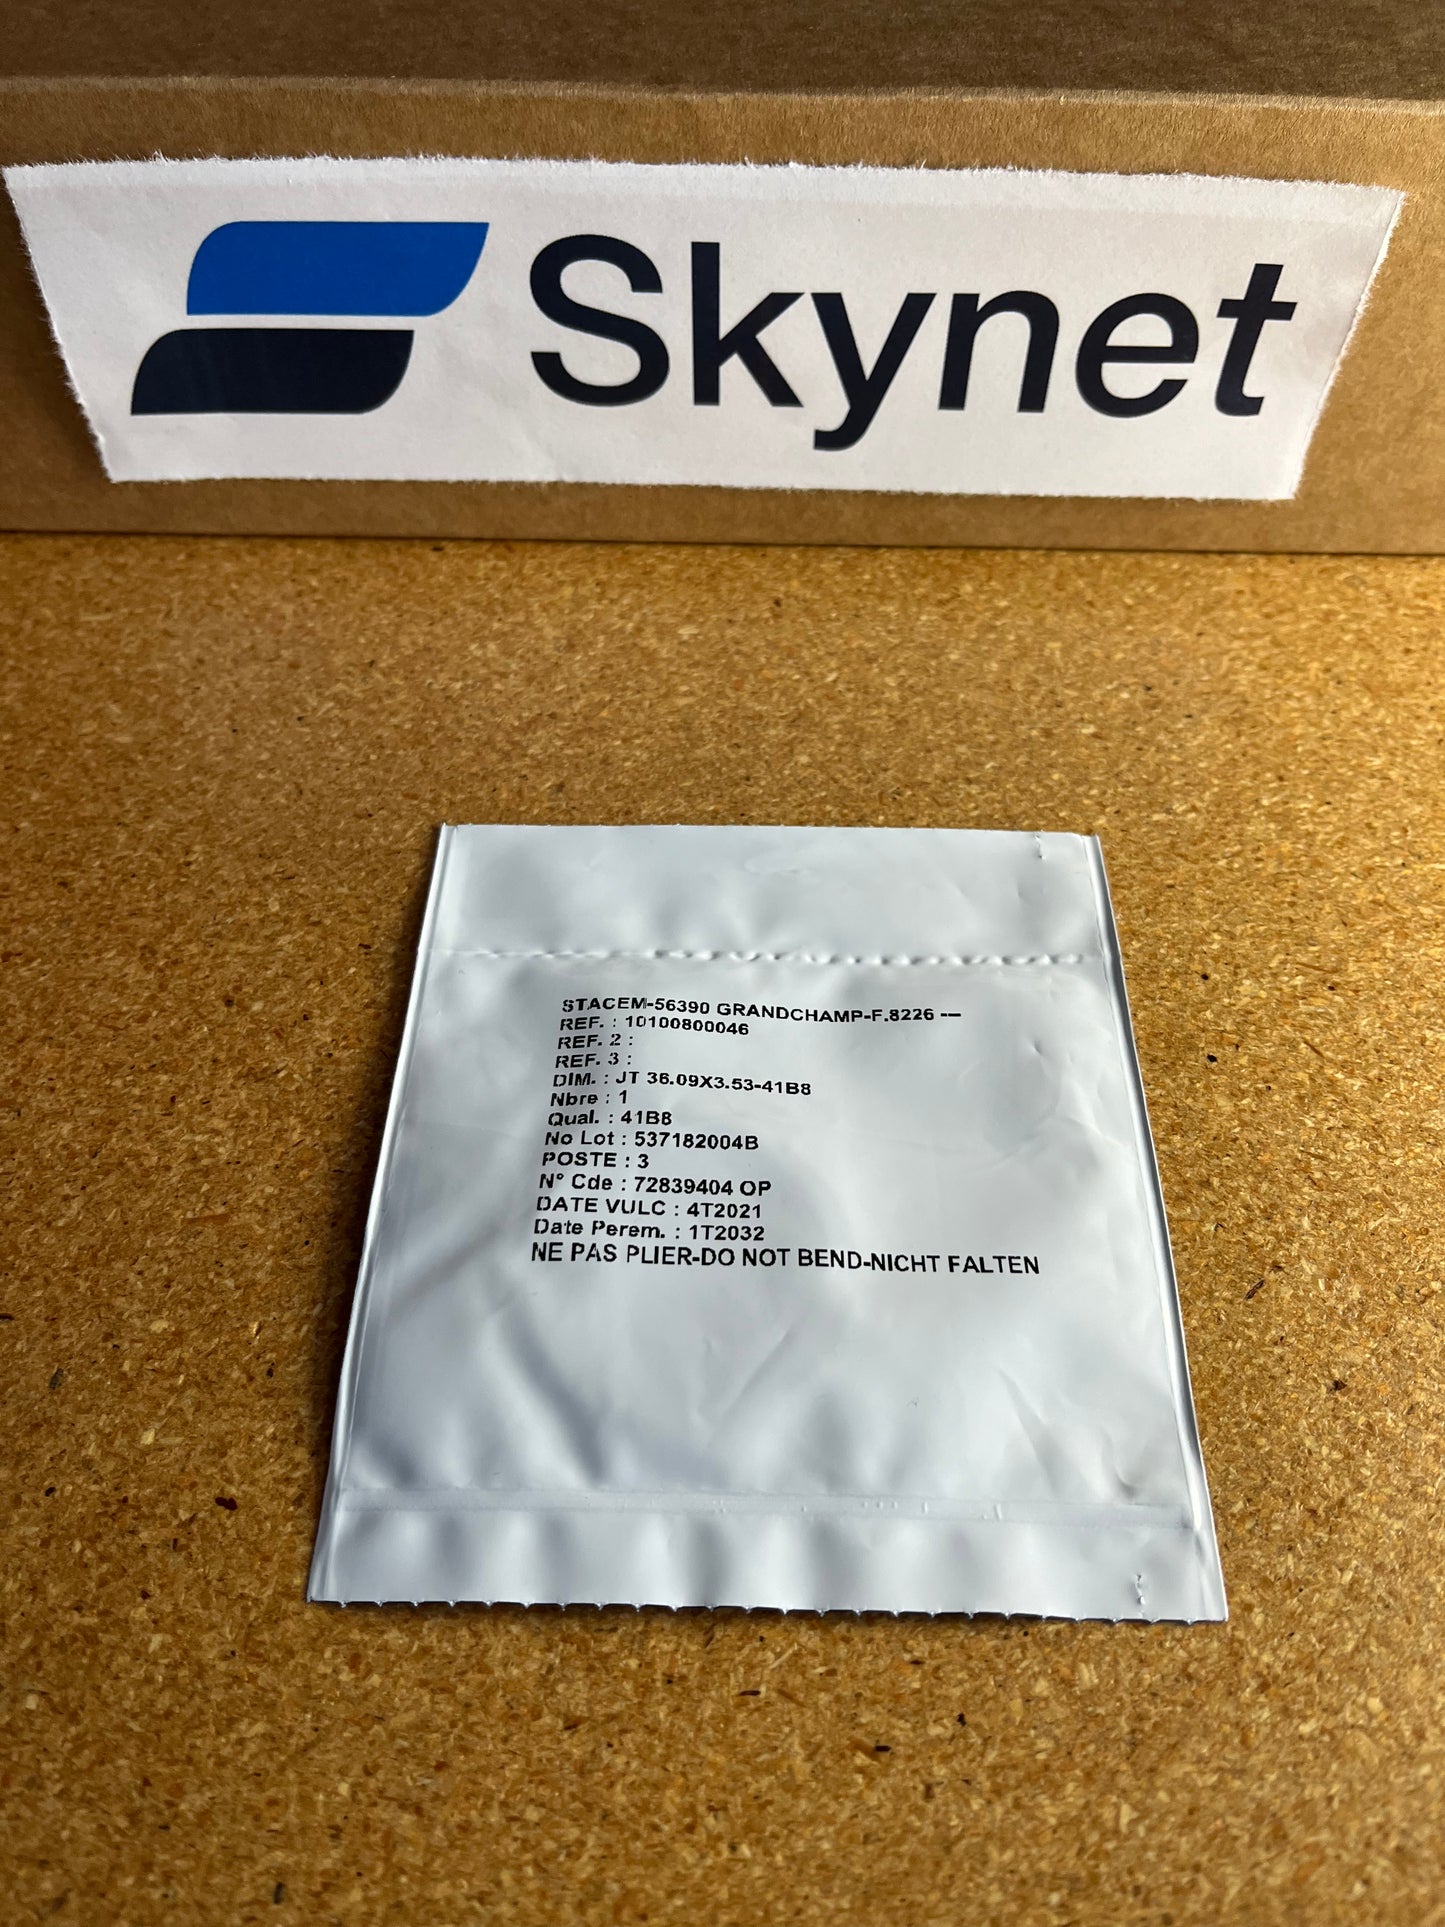 Skynet
STACEM-56390 GRANDCHAMP-F.8226 ---
REF. : 10100800046
REF. 2 :
REF. 3 :
DIM. : JT 36.09X3.53-41B8
Nbre : 1
Qual. : 41B8
No Lot : 537182004B
POSTE : 3
N° Cde : 72839404 OP
DATE VULC : 4T2021
Date Perem. : 1T2032
NE PAS PLIER-DO NOT BEND-NICHT FALTEN